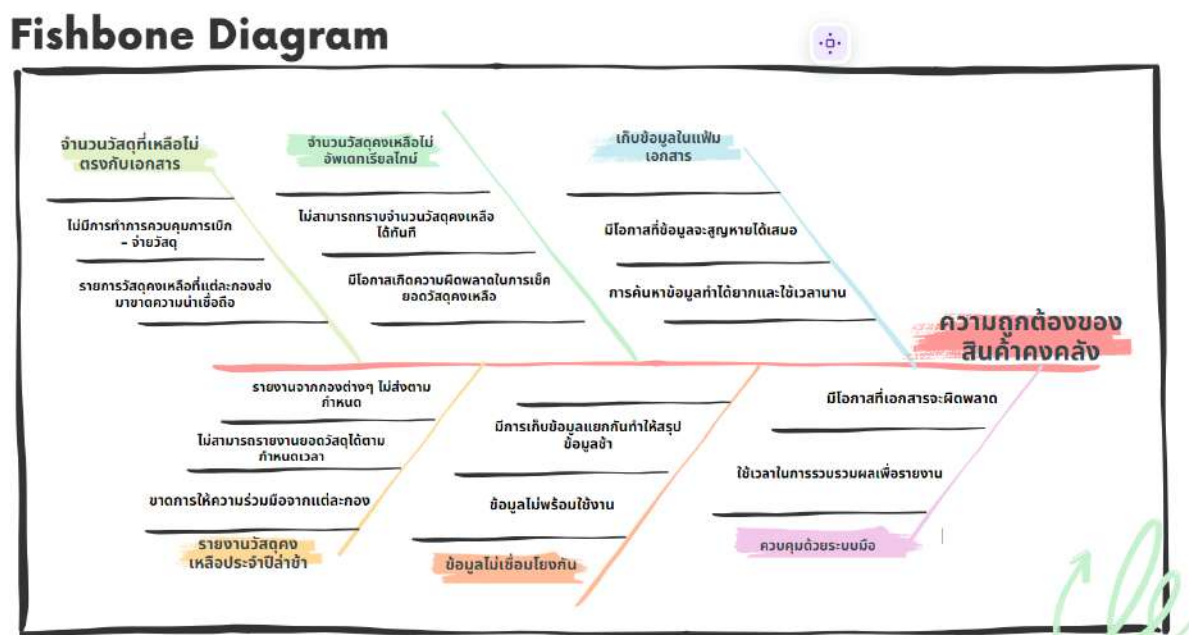 Fishbone Diagram
จำนวนวัสดุที่เหลือไม่
ตรงกับเอกสาร
ไม่มีการทำการควบคุมการเบิก
– จ่ายวัสดุ
รายการวัสดุคงเหลือที่แต่ละกองส่ง
มาขาดความน่าเชื่อถือ
จำนวนวัสดุคงเหลือไม่
อัพเดทเรียลไทม์
ไม่สามารถทราบจำนวนวัสดุคงเหลือ
ได้ทันที
มีโอกาสเกิดความผิดพลาดในการเช็ค
ยอดวัสดุคงเหลือ
เก็บข้อมูลในแฟ้ม
เอกสาร
มีโอกาสที่ข้อมูลจะสูญหายได้เสมอ
การค้นหาข้อมูลทำได้ยากและใช้เวลานาน
ความถูกต้องของ
สินค้าคงคลัง
รายงานจากกองต่างๆ ไม่ส่งตาม
กำหนด
ไม่สามารถรายงานยอดวัสดุได้ตาม
กำหนดเวลา
ขาดการให้ความร่วมมือจากแต่ละกอง
รายงานวัสดุคง
เหลือประจำปีล่าช้า
มีการเก็บข้อมูลแยกกันทำให้สรุป
ข้อมูลช้า
ข้อมูลไม่พร้อมใช้งาน
ข้อมูลไม่เชื่อมโยงกัน
มีโอกาสที่เอกสารจะผิดพลาด
ใช้เวลาในการรวบรวมผลเพื่อรายงาน
ควบคุมด้วยระบบมือ